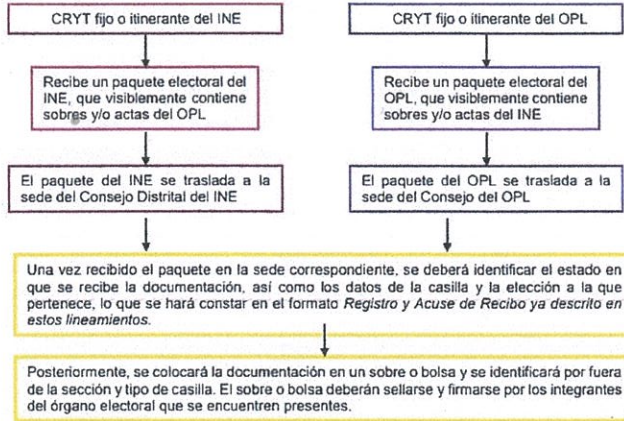 CRYT fijo o itinerante del INE
CRYT fijo o itinerante del OPL
Recibe un paquete electoral del
INE, que visiblemente contiene
sobres y/o actas del OPL
Recibe un paquete electoral del
OPL, que visiblemente contiene
sobres y/o actas del INE
El paquete del INE se traslada a la
sede del Consejo Distrital del INE
El paquete del OPL se traslada a la
sede del Consejo del OPL
Una vez recibido el paquete en la sede correspondiente, se deberá identificar el estado en
que se recibe la documentación, así como los datos de la casilla y la elección a la que
pertenece, lo que se hará constar en el formato Registro y Acuse de Recibo ya descrito en
estos lineamientos.
Posteriormente, se colocará la documentación en un sobre o bolsa y se identificará por fuera
de la sección y tipo de casilla. El sobre o bolsa deberán sellarse y firmarse por los integrantes
del órgano electoral que se encuentren presentes.